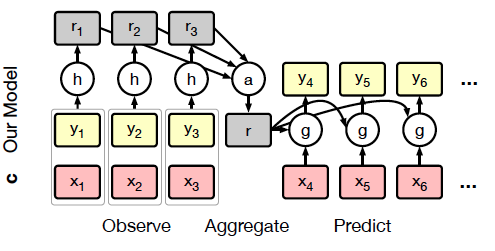 r1 r2 r3
h h h a y4 y5 y6 ...
y1 y2 y3 r g g g
x1 x2 x3 x4 x5 x6 ...
Observe Aggregate Predict
c Our Model